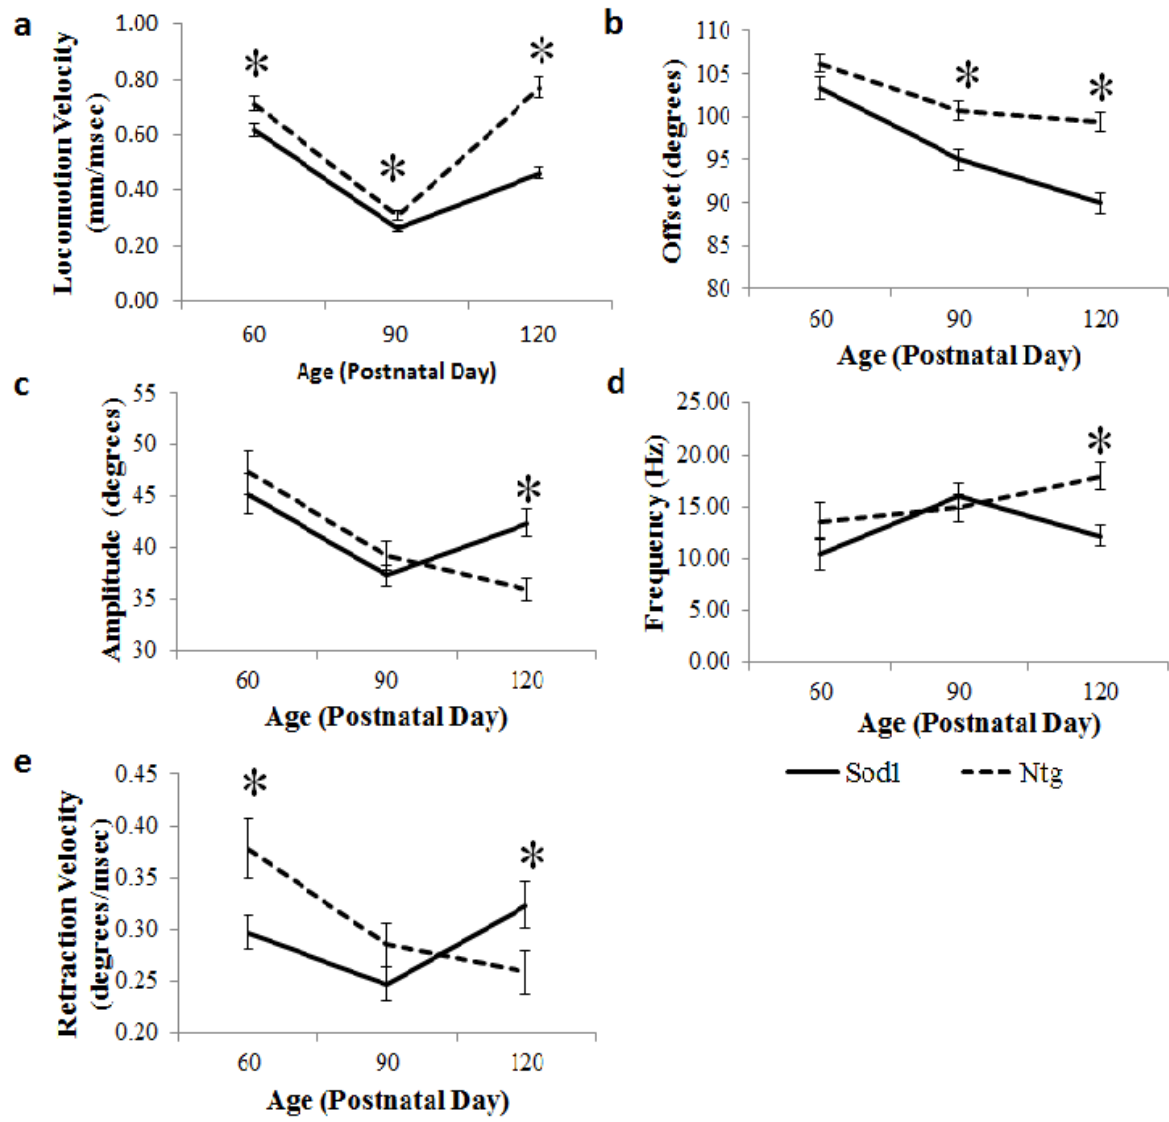 a
Locomotion Velocity
(mm/msec)
1.00
0.80
0.60
0.40
0.20
0.00
*
*
*
60
90
120
Age (Postnatal Day)
b
Offset (degrees)
110
105
100
95
90
85
80
*
*
60
90
120
Age (Postnatal Day)
c
Amplitude (degrees)
55
50
45
40
35
30
*
60
90
120
Age (Postnatal Day)
d
Frequency (Hz)
25.00
20.00
15.00
10.00
5.00
0.00
*
60
90
120
Age (Postnatal Day)
Sod1
Ntg
e
Retraction Velocity
(degrees/msec)
0.45
0.40
0.35
0.30
0.25
0.20
*
*
60
90
120
Age (Postnatal Day)